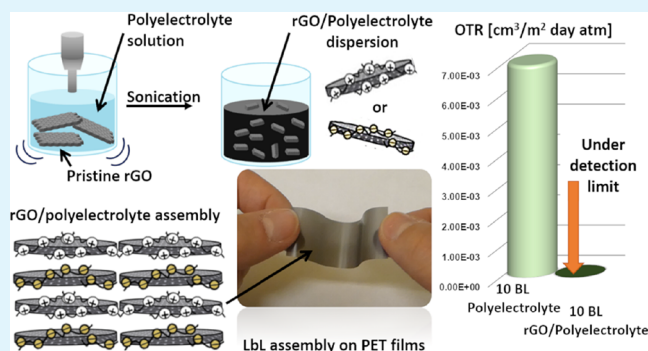 Polyelectrolyte
solution
Sonication
Pristine rGO
rGO/Polyelectrolyte
dispersion
or
rGO/polyelectrolyte assembly
LbL assembly on PET films
OTR [cm³/m² day atm]
7.00E-03
6.00E-03
5.00E-03
4.00E-03
3.00E-03
2.00E-03
1.00E-03
0.00E+00
Under
detection
limit
10 BL
Polyelectrolyte
10 BL
rGO/Polyelectrolyte